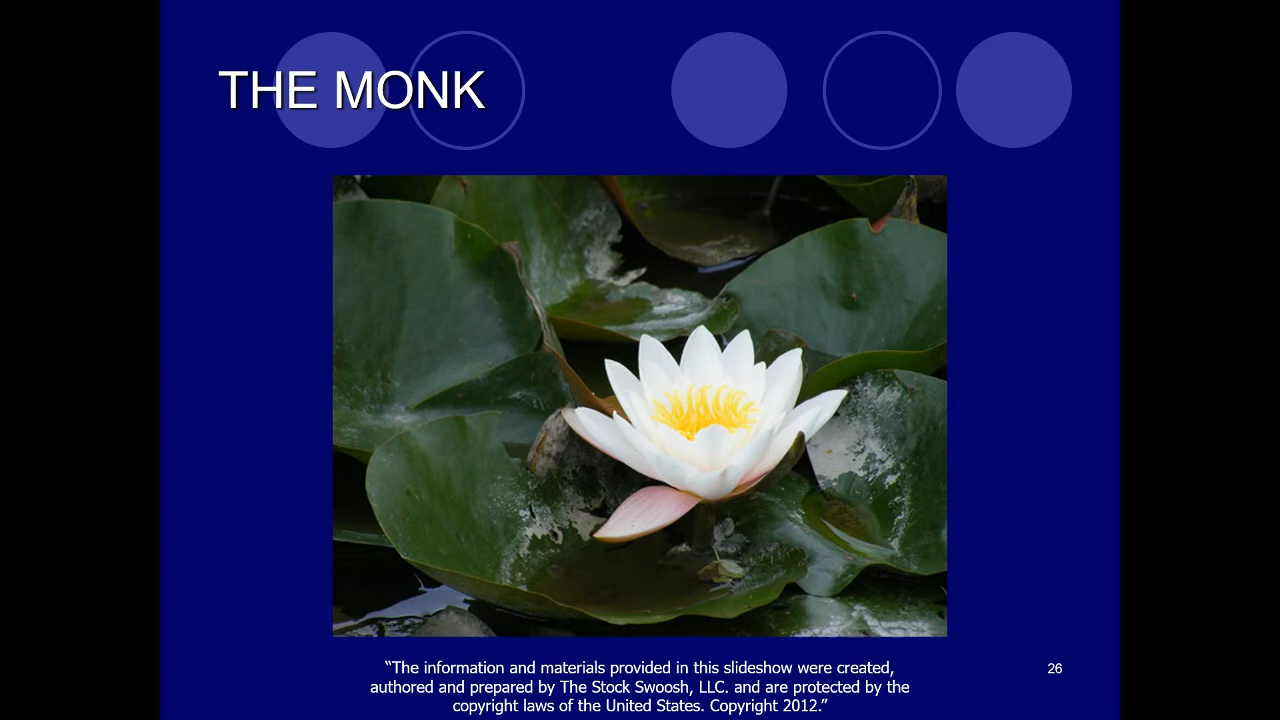 THE MONK
“The information and materials provided in this slideshow were created,
authored and prepared by The Stock Swoosh, LLC. and are protected by the
copyright laws of the United States. Copyright 2012.”
26